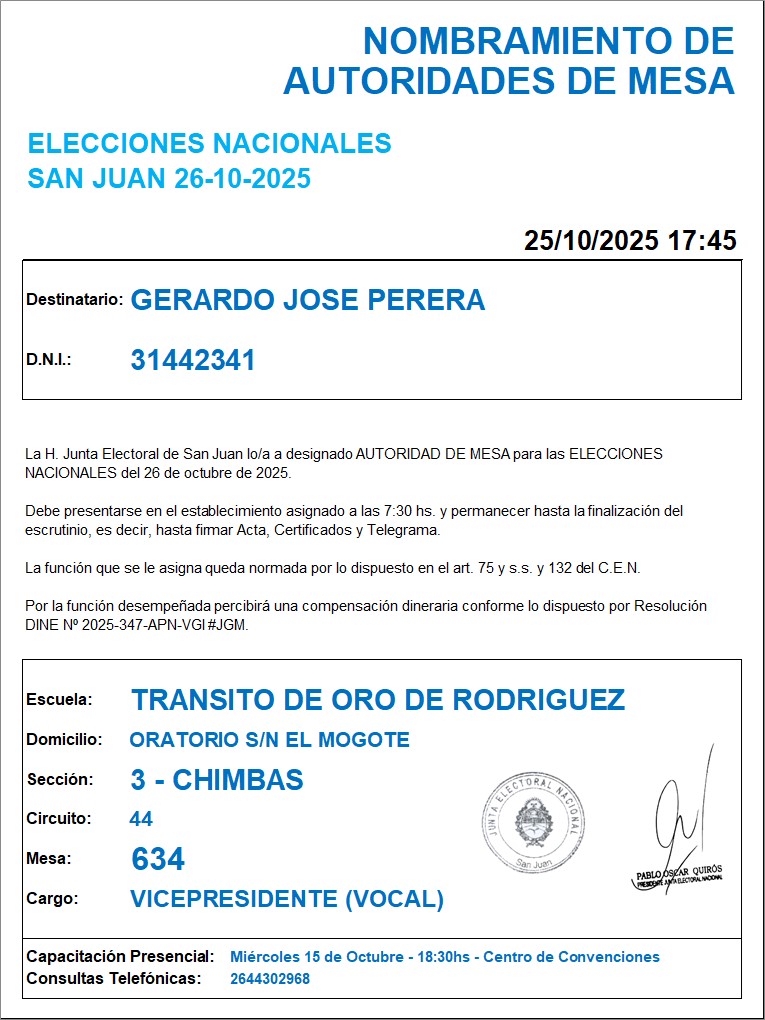 NOMBRAMIENTO DE
AUTORIDADES DE MESA
ELECCIONES NACIONALES
SAN JUAN 26-10-2025
25/10/2025 17:45
Destinatario: GERARDO JOSE PERERA
D.N.I.: 31442341
La H. Junta Electoral de San Juan lo/a a designado AUTORIDAD DE MESA para las ELECCIONES
NACIONALES del 26 de octubre de 2025.
Debe presentarse en el establecimiento asignado a las 7:30 hs. y permanecer hasta la finalización del
escrutinio, es decir, hasta firmar Acta, Certificados y Telegrama.
La función que se le asigna queda normada por lo dispuesto en el art. 75 y s.s. y 132 del C.E.N.
Por la función desempeñada percibirá una compensación dineraria conforme lo dispuesto por Resolución
DINE Nº 2025-347-APN-VGI#JGM.
Escuela: TRANSITO DE ORO DE RODRIGUEZ
Domicilio: ORATORIO S/N EL MOGOTE
Sección: 3 - CHIMBAS
Circuito: 44
Mesa: 634
Cargo: VICEPRESIDENTE (VOCAL)
JUNTA ELECTORAL NACIONAL
San Juan
PABLO OSCAR QUIRÓS
PRESIDENTE JUNTA ELECTORAL NACIONAL
Capacitación Presencial: Miércoles 15 de Octubre - 18:30hs - Centro de Convenciones
Consultas Telefónicas: 2644302968